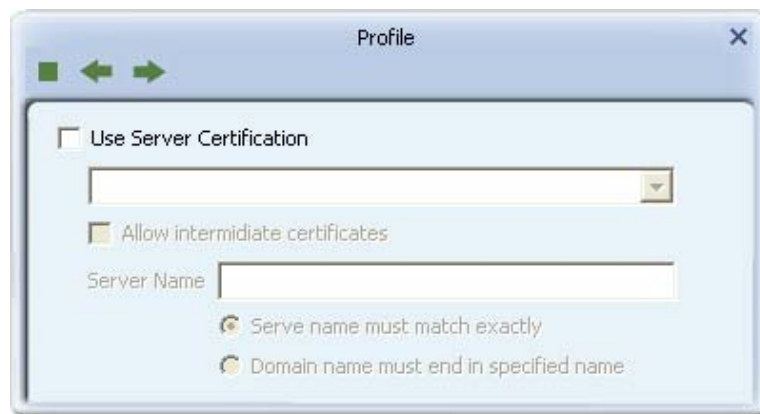 Profile
Use Server Certification
Allow intermidiate certificates
Server Name
Serve name must match exactly
Domain name must end in specified name